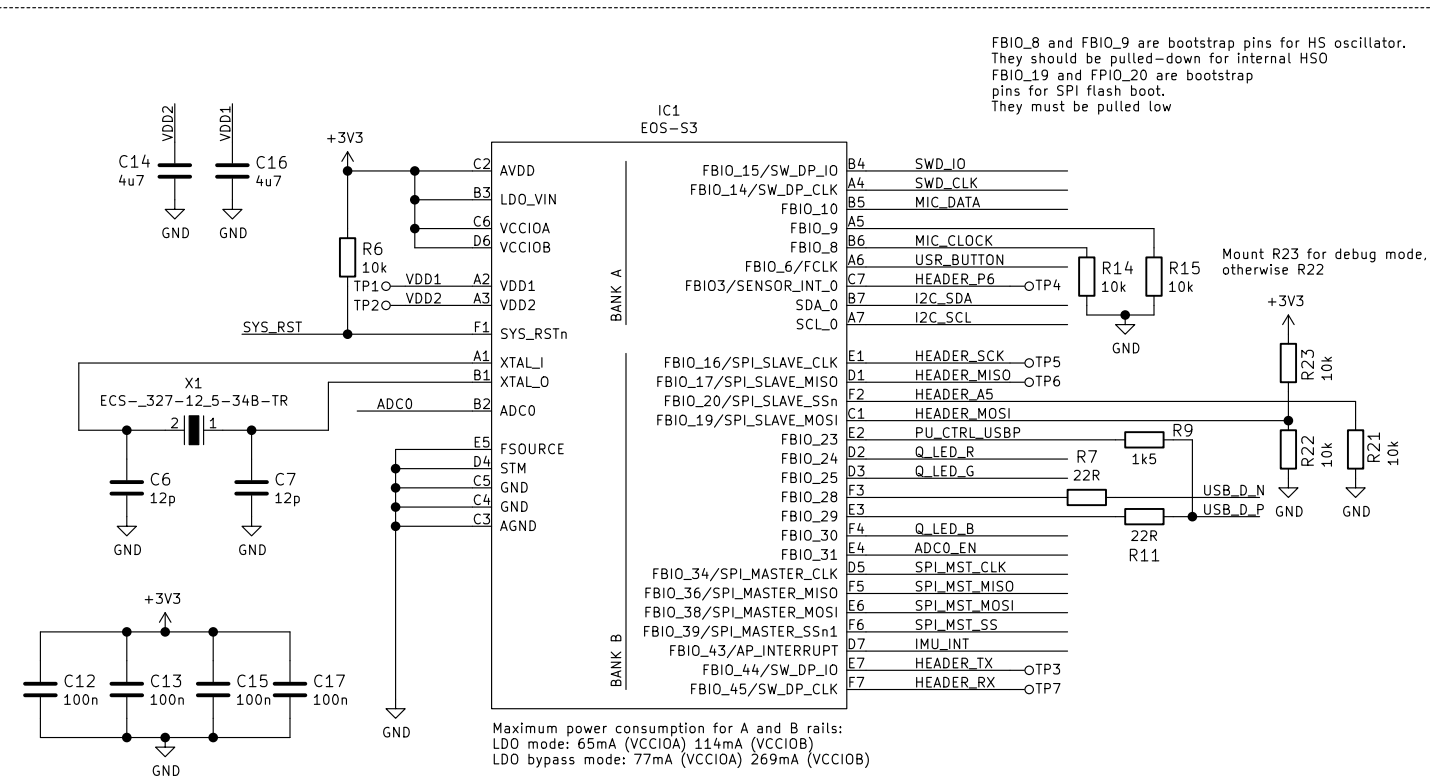 FBIO_8 and FBIO_9 are bootstrap pins for HS oscillator.
They should be pulled-down for internal HSO
FBIO_19 and FPIO_20 are bootstrap
pins for SPI flash boot.
They must be pulled low
IC1
EOS-S3
VDD2
VDD1
C14
4u7
GND
C16
4u7
GND
+3V3
R6
10k
TP1 VDD1
TP2 VDD2
SYS_RST
C2 AVDD
B3 LDO_VIN
C6 VCCIOA
D6 VCCIOB
A2 VDD1
A3 VDD2
F1 SYS_RSTn
A1 XTAL_I
B1 XTAL_O
ADC0 B2 ADC0
E5 FSOURCE
D4 STM
C5 GND
C4 GND
C3 AGND
GND
X1
ECS-_327-12_5-34B-TR
2 1
C6
12p
GND
C7
12p
GND
+3V3
C12
100n
C13
100n
C15
100n
C17
100n
GND
BANK A
FBIO_15/SW_DP_IO B4 SWD_IO
FBIO_14/SW_DP_CLK A4 SWD_CLK
FBIO_10 B5 MIC_DATA
FBIO_9 A5
FBIO_8 B6 MIC_CLOCK
FBIO_6/FCLK A6 USR_BUTTON
FBIO3/SENSOR_INT_0 C7 HEADER_P6 TP4
SDA_0 B7 I2C_SDA
SCL_0 A7 I2C_SCL
R14
10k
R15
10k
GND
BANK B
FBIO_16/SPI_SLAVE_CLK E1 HEADER_SCK TP5
FBIO_17/SPI_SLAVE_MISO D1 HEADER_MISO TP6
FBIO_20/SPI_SLAVE_SSn F2 HEADER_A5
FBIO_19/SPI_SLAVE_MOSI C1 HEADER_MOSI
FBIO_23 E2 PU_CTRL_USBP
FBIO_24 D2 Q_LED_R
FBIO_25 D3 Q_LED_G
FBIO_28 F3 USB_D_N
FBIO_29 E3 USB_D_P
FBIO_30 F4 Q_LED_B
FBIO_31 E4 ADC0_EN
FBIO_34/SPI_MASTER_CLK D5 SPI_MST_CLK
FBIO_36/SPI_MASTER_MISO F5 SPI_MST_MISO
FBIO_38/SPI_MASTER_MOSI E6 SPI_MST_MOSI
FBIO_39/SPI_MASTER_SSn1 F6 SPI_MST_SS
FBIO_43/AP_INTERRUPT D7 IMU_INT
FBIO_44/SW_DP_IO E7 HEADER_TX TP3
FBIO_45/SW_DP_CLK F7 HEADER_RX TP7
R9
1k5
R7
22R
22R
R11
Mount R23 for debug mode,
otherwise R22
+3V3
R23
10k
R22
10k
GND
R21
10k
GND
Maximum power consumption for A and B rails:
LDO mode: 65mA (VCCIOA) 114mA (VCCIOB)
LDO bypass mode: 77mA (VCCIOA) 269mA (VCCIOB)